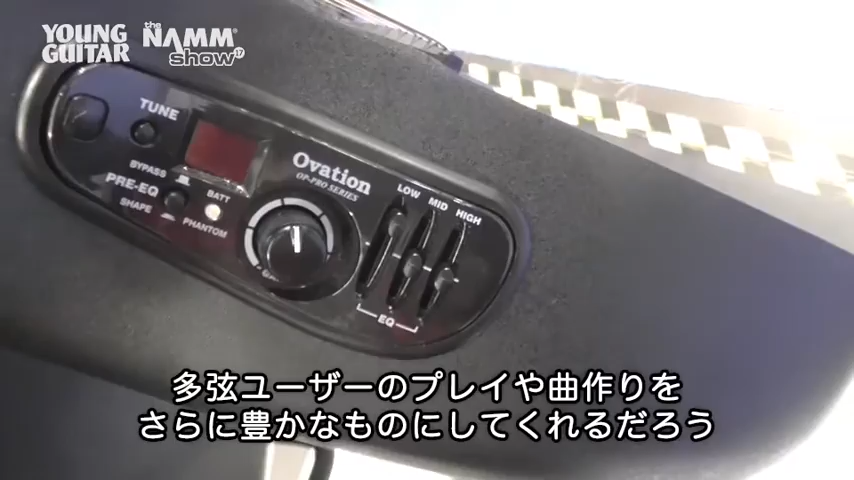 YOUNG
GUITAR
the
NAMM
show 17
TUNE
BYPASS
PRE-EQ
SHAPE
BATT
PHANTOM
Ovation
OP-PRO SERIES
LOW MID HIGH
EQ
多弦ユーザーのプレイや曲作りを
さらに豊かなものにしてくれるだろう